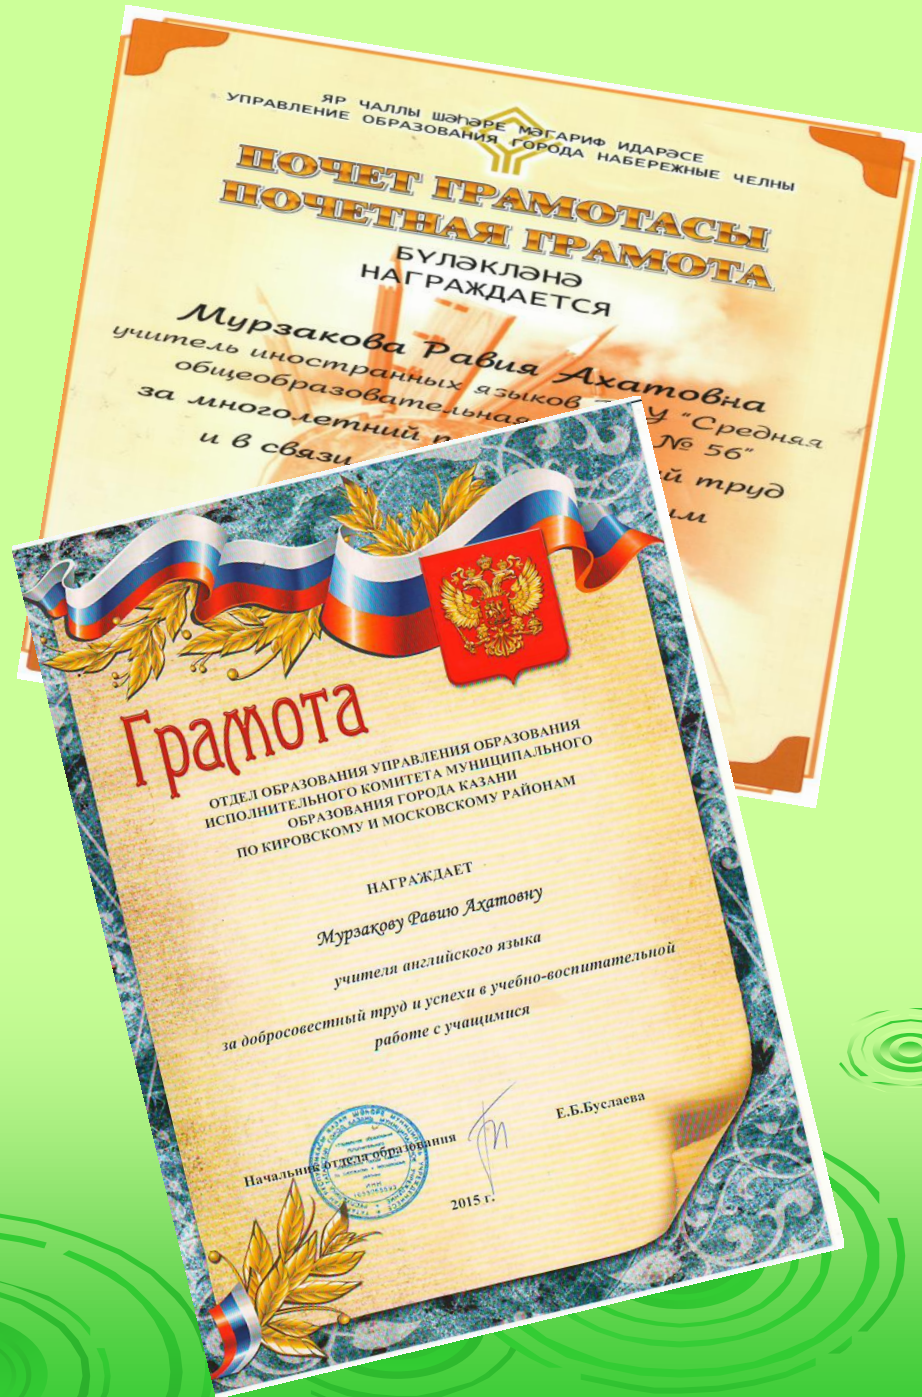 ЯР ЧАЛЛЫ ШӘҺӘРЕ МӘГАРИФ ИДАРӘСЕ
УПРАВЛЕНИЕ ОБРАЗОВАНИЯ ГОРОДА НАБЕРЕЖНЫЕ ЧЕЛНЫ
ПОЧЕТ ГРАМОТАСЫ
ПОЧЕТНАЯ ГРАМОТА
БҮЛӘКЛӘНӘ
НАГРАЖДАЕТСЯ
Мурзакова Равия Ахатовна
учитель иностранных языков "Средняя
общеобразовательная № 56"
за многолетний труд
и в связи
Грамота
ОТДЕЛ ОБРАЗОВАНИЯ УПРАВЛЕНИЯ ОБРАЗОВАНИЯ
ИСПОЛНИТЕЛЬНОГО КОМИТЕТА МУНИЦИПАЛЬНОГО
ОБРАЗОВАНИЯ ГОРОДА КАЗАНИ
ПО КИРОВСКОМУ И МОСКОВСКОМУ РАЙОНАМ
НАГРАЖДАЕТ
Мурзакову Равию Ахатовну
учителя английского языка
за добросовестный труд и успехи в учебно-воспитательной
работе с учащимися
Начальник отдела образования Е.Б.Буслаева
2015 г.